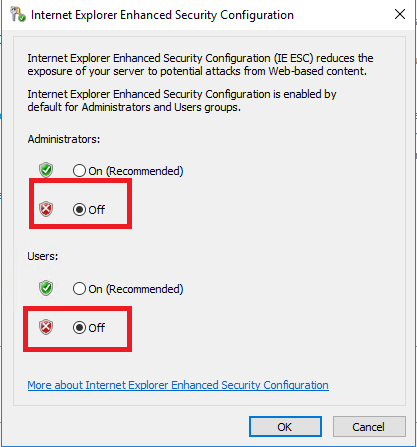 Internet Explorer Enhanced Security Configuration
Internet Explorer Enhanced Security Configuration (IE ESC) reduces the
exposure of your server to potential attacks from Web-based content.
Internet Explorer Enhanced Security Configuration is enabled by
default for Administrators and Users groups.
Administrators:
On (Recommended)
Off
Users:
On (Recommended)
Off
More about Internet Explorer Enhanced Security Configuration
OK Cancel